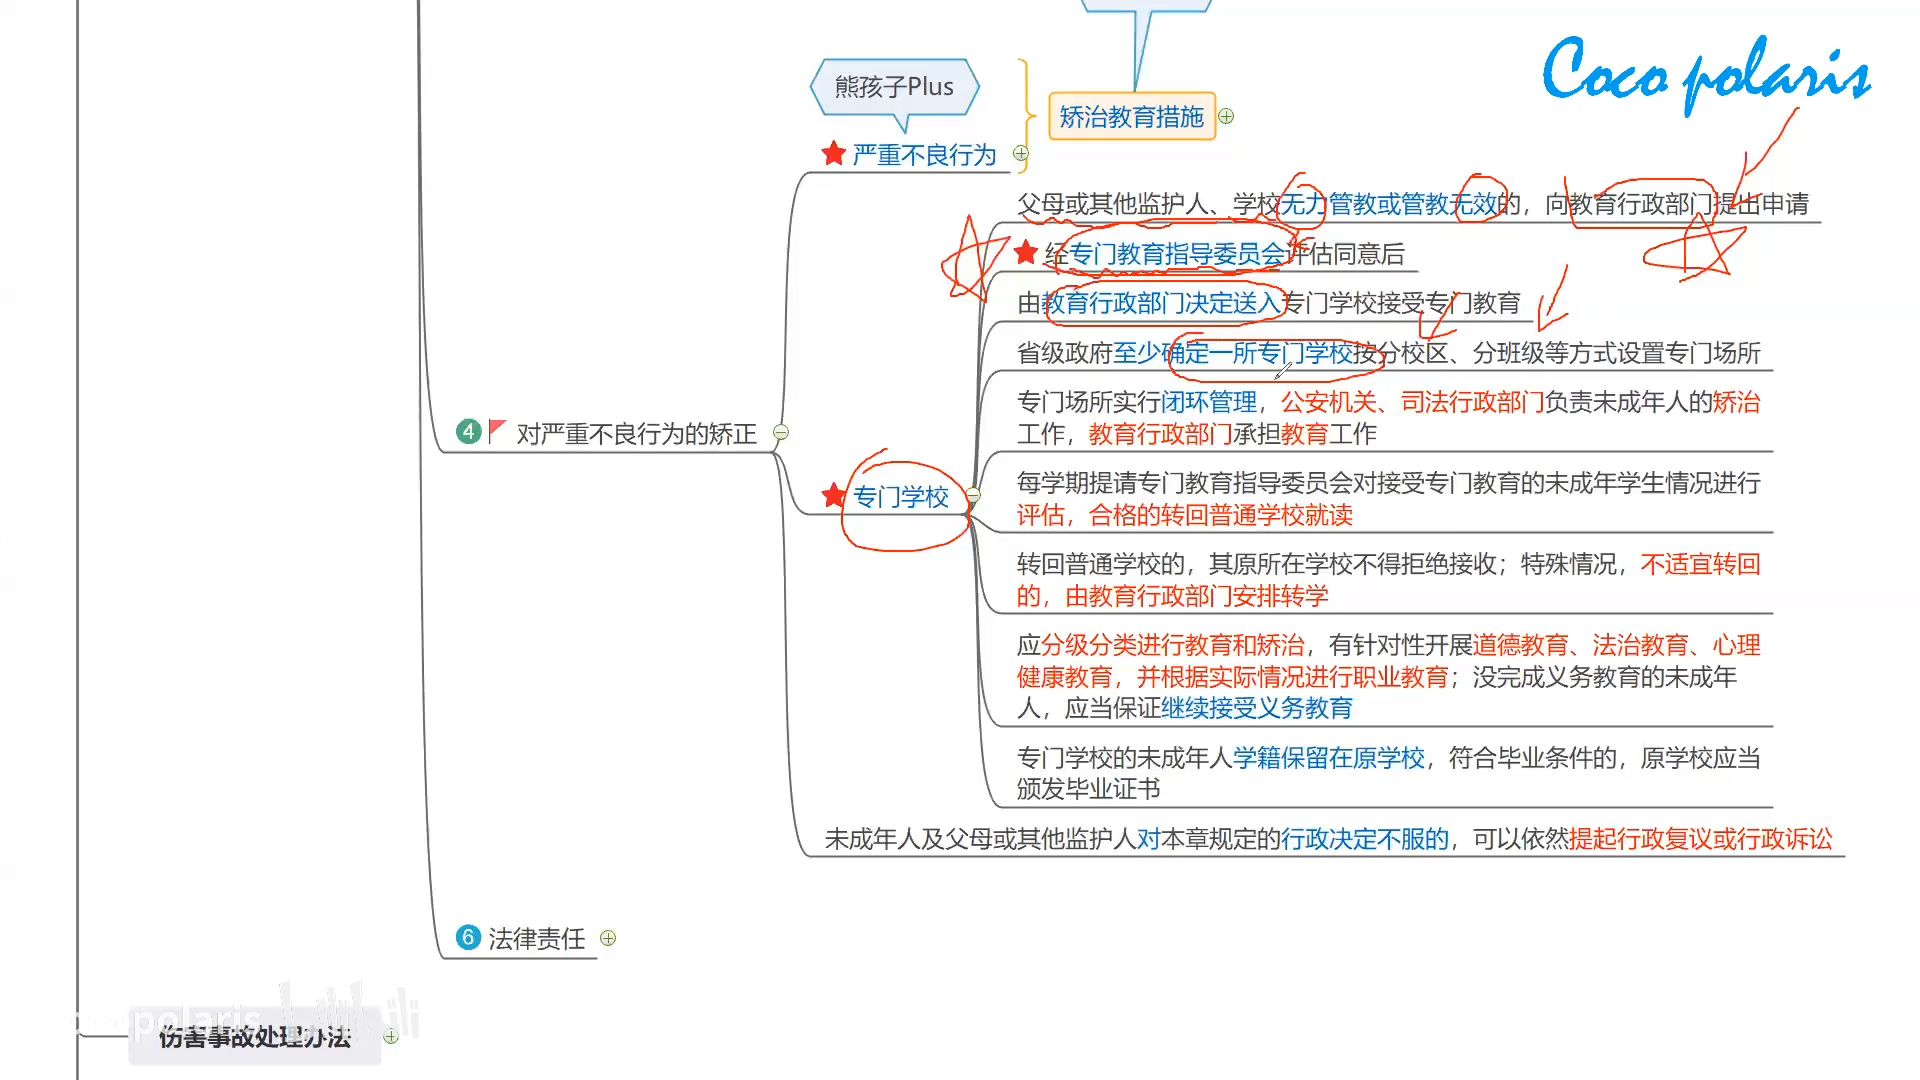 Coco polaris
熊孩子Plus
矫治教育措施
严重不良行为
父母或其他监护人、学校无力管教或管教无效的，向教育行政部门提出申请
经专门教育指导委员会评估同意后
由教育行政部门决定送入专门学校接受专门教育
省级政府至少确定一所专门学校按分校区、分班级等方式设置专门场所
专门场所实行闭环管理，公安机关、司法行政部门负责未成年人的矫治
工作，教育行政部门承担教育工作
4 对严重不良行为的矫正
专门学校
每学期提请专门教育指导委员会对接受专门教育的未成年学生情况进行
评估，合格的转回普通学校就读
转回普通学校的，其原所在学校不得拒绝接收；特殊情况，不适宜转回
的，由教育行政部门安排转学
应分级分类进行教育和矫治，有针对性开展道德教育、法治教育、心理
健康教育，并根据实际情况进行职业教育；没完成义务教育的未成年
人，应当保证继续接受义务教育
专门学校的未成年人学籍保留在原学校，符合毕业条件的，原学校应当
颁发毕业证书
未成年人及父母或其他监护人对本章规定的行政决定不服的，可以依然提起行政复议或行政诉讼
6 法律责任
polaris
伤害事故处理办法